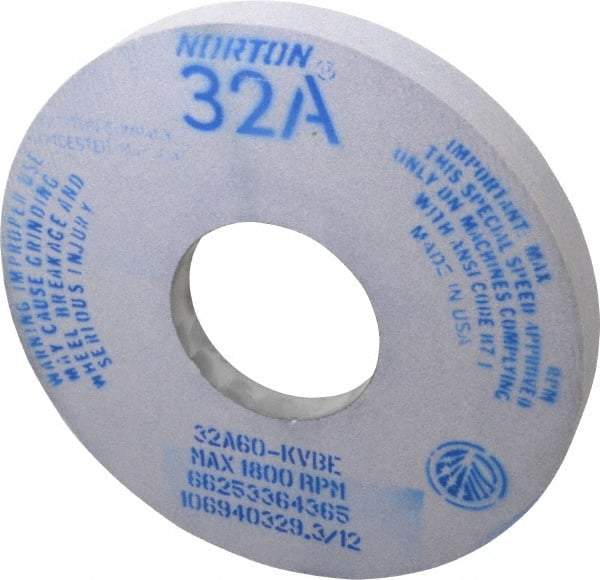 NORTON®
32A
WORCESTER
WARNING IMPROPER USE
MAY CAUSE GRINDING
WHEEL BREAKAGE AND
SERIOUS INJURY
IMPORTANT: MAX RPM
THIS SPECIAL SPEED APPROVED
ONLY ON MACHINES COMPLYING
WITH ANSI CODE B7.1
MADE IN USA
32A60-KVBE
MAX 1800 RPM
66253364365
106940329.3/12